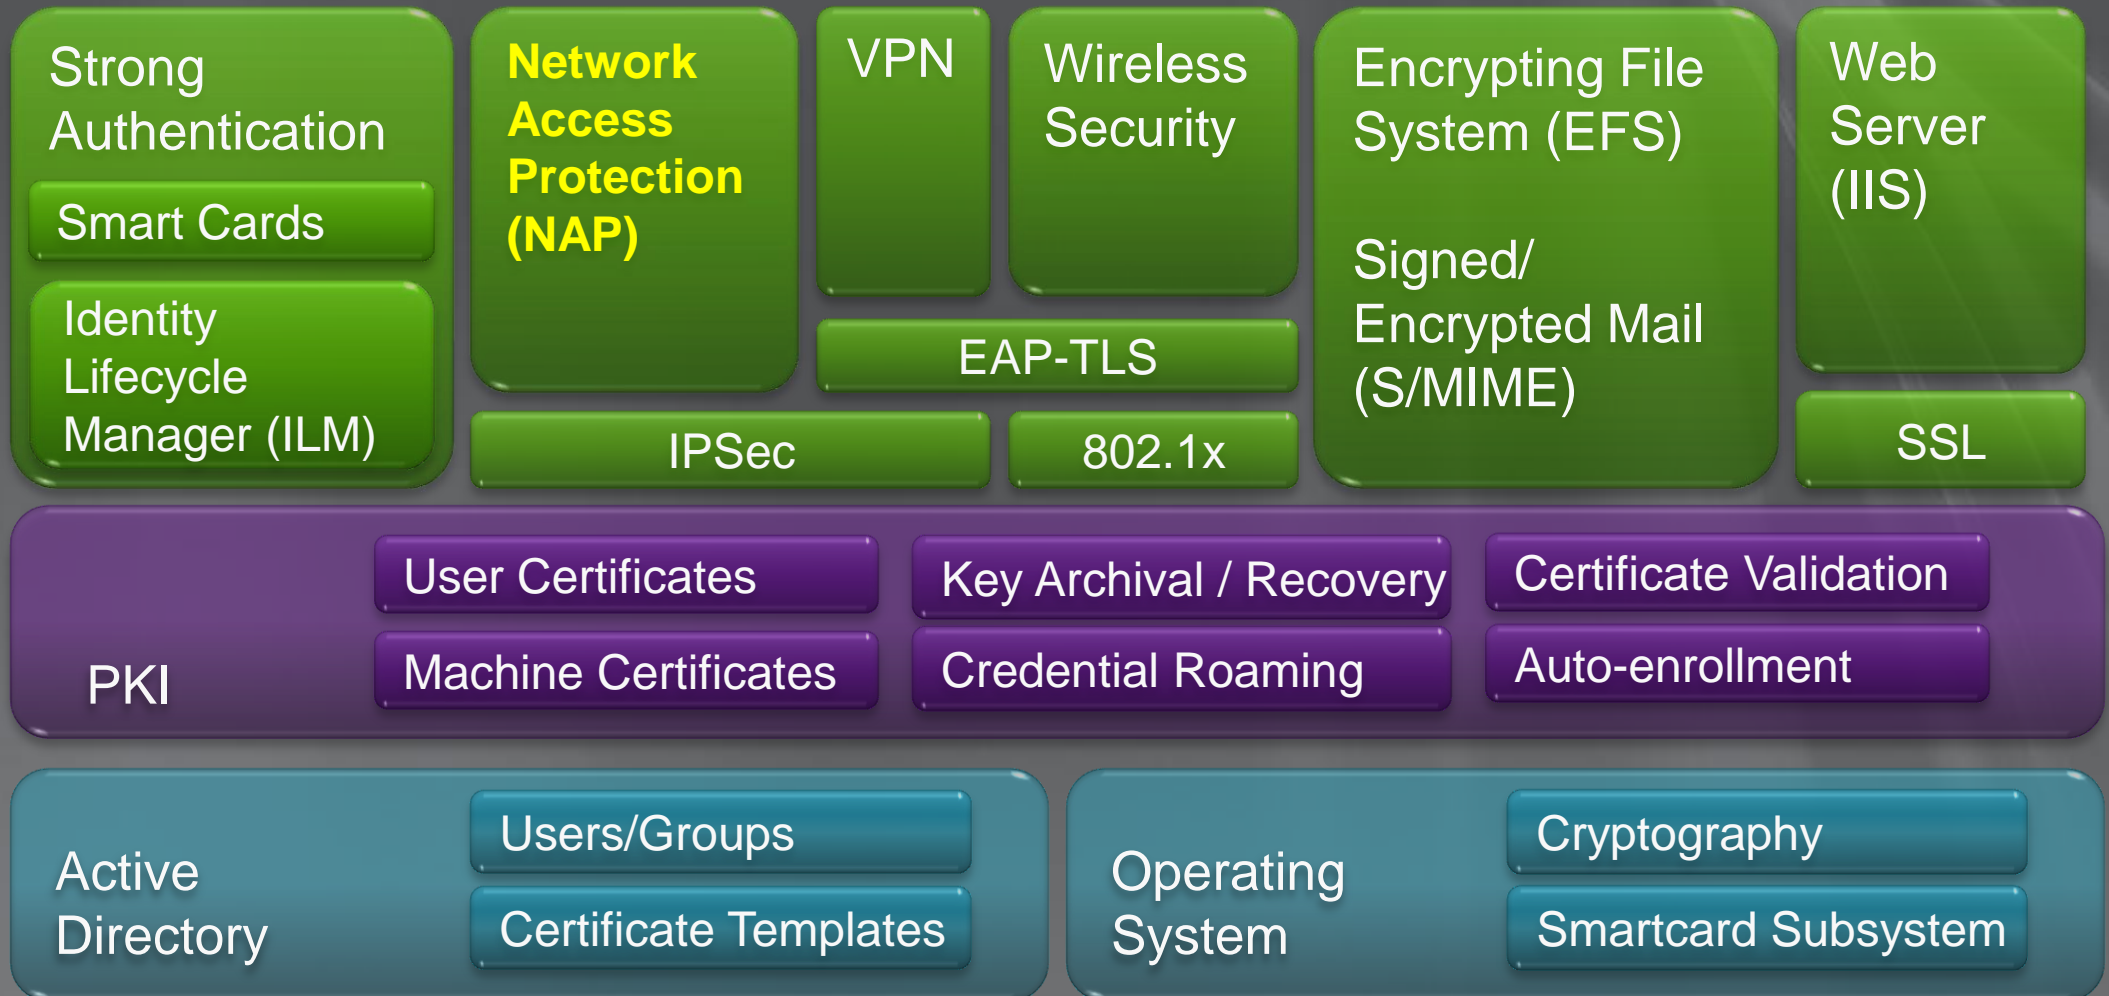 Strong
Authentication
Smart Cards
Identity
Lifecycle
Manager (ILM)
Network
Access
Protection
(NAP)
VPN
Wireless
Security
EAP-TLS
IPSec
802.1x
Encrypting File
System (EFS)
Signed/
Encrypted Mail
(S/MIME)
Web
Server
(IIS)
SSL
PKI
User Certificates
Machine Certificates
Key Archival / Recovery
Credential Roaming
Certificate Validation
Auto-enrollment
Active
Directory
Users/Groups
Certificate Templates
Operating
System
Cryptography
Smartcard Subsystem